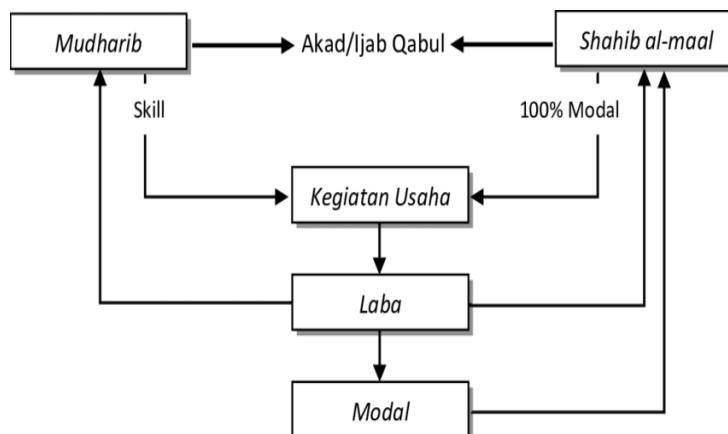 Mudharib
Akad/Ijab Qabul
Shahib al-maal
Skill
100% Modal
Kegiatan Usaha
Laba
Modal